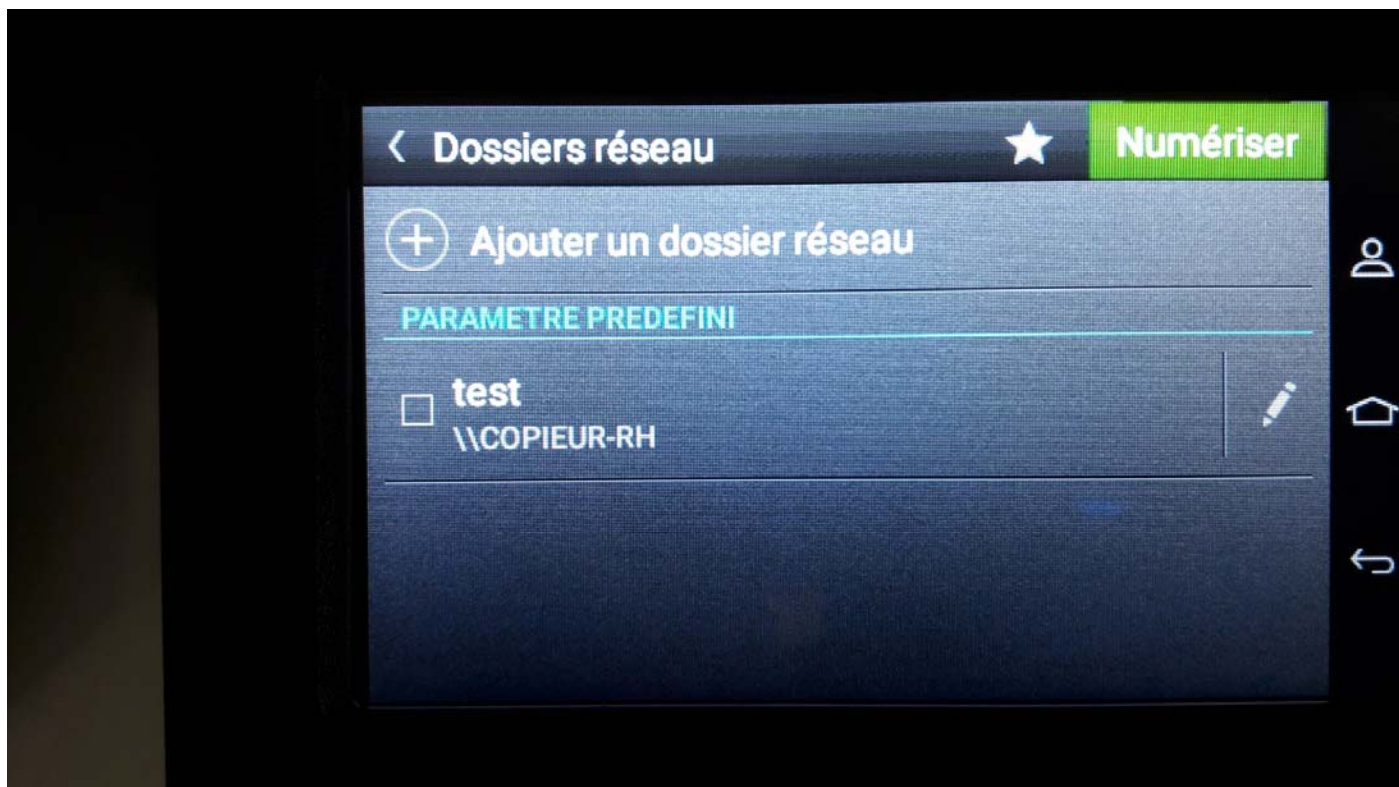 Dossiers réseau
Numériser
Ajouter un dossier réseau
PARAMETRE PREDEFINI
test
\\COPIEUR-RH